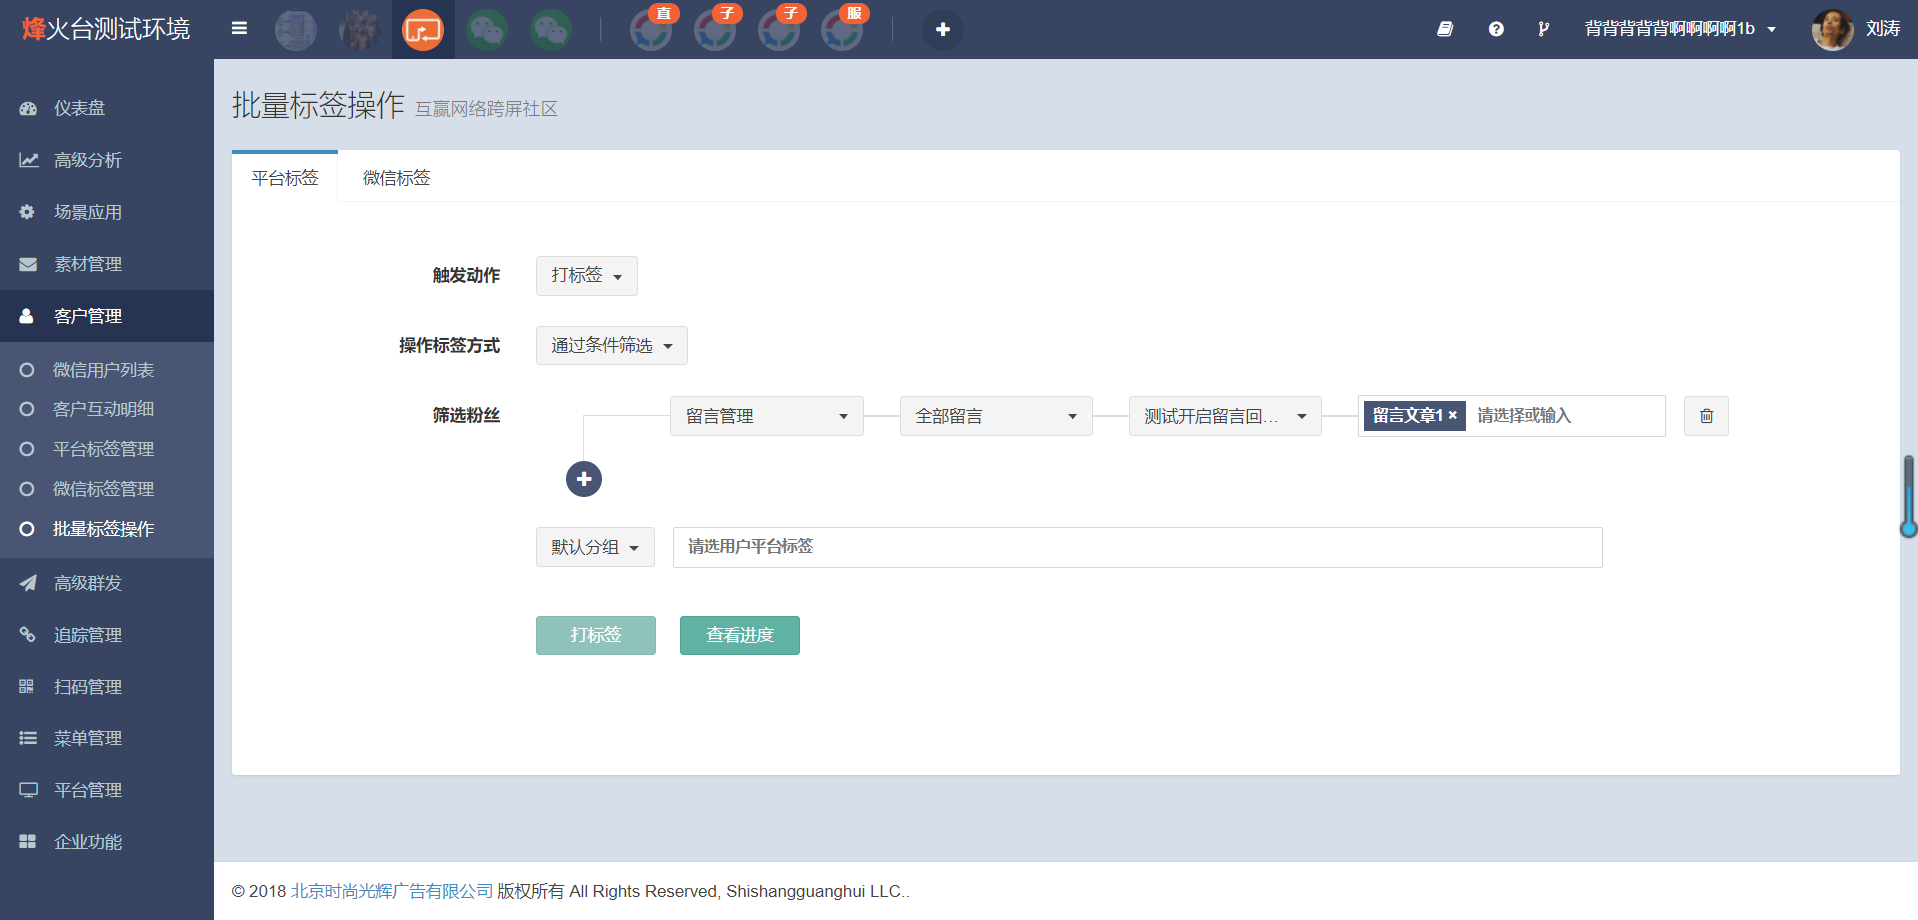 烽火台测试环境
直
子
子
服
背背背背背啊啊啊啊1b
刘涛
仪表盘
高级分析
场景应用
素材管理
客户管理
微信用户列表
客户互动明细
平台标签管理
微信标签管理
批量标签操作
高级群发
追踪管理
扫码管理
菜单管理
平台管理
企业功能
批量标签操作 互赢网络跨屏社区
平台标签
微信标签
触发动作
打标签
操作标签方式
通过条件筛选
筛选粉丝
留言管理
全部留言
测试开启留言回...
留言文章1 ×
请选择或输入
默认分组
请选用户平台标签
打标签
查看进度
© 2018 北京时尚光辉广告有限公司 版权所有 All Rights Reserved, Shishangguanghui LLC..